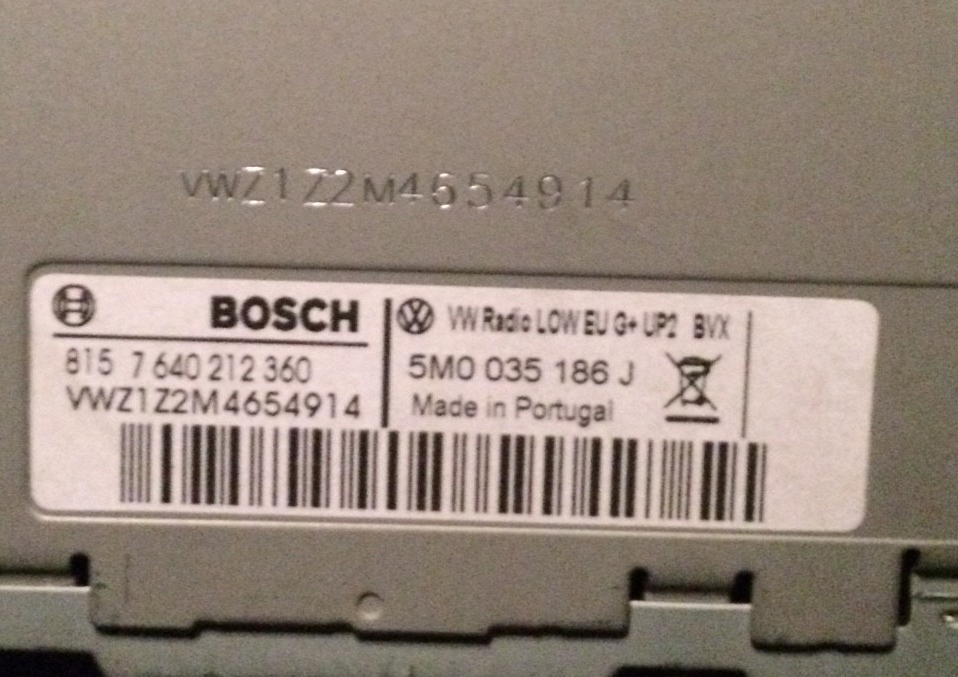 VWZ1Z2M4654914
BOSCH
815 7 640 212 360
VWZ1Z2M4654914
VW Radio LOW EU G+ UP2 BVX
5M0 035 186 J
Made in Portugal